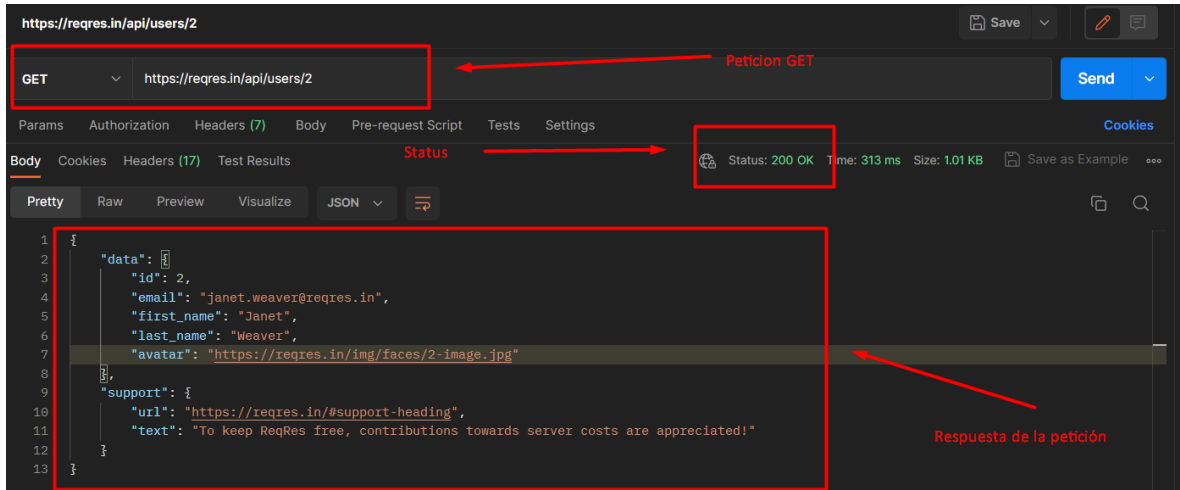 https://reqres.in/api/users/2 Save
GET https://reqres.in/api/users/2 Peticion GET Send
Params Authorization Headers (7) Body Pre-request Script Tests Settings Cookies
Body Cookies Headers (17) Test Results Status Status: 200 OK Time: 313 ms Size: 1.01 KB Save as Example
Pretty Raw Preview Visualize JSON
1 {
2 "data": {
3 "id": 2,
4 "email": "janet.weaver@reqres.in",
5 "first_name": "Janet",
6 "last_name": "Weaver",
7 "avatar": "https://reqres.in/img/faces/2-image.jpg"
8 },
9 "support": {
10 "url": "https://reqres.in/#support-heading",
11 "text": "To keep ReqRes free, contributions towards server costs are appreciated!"
Respuesta de la petición
12 }
13 }